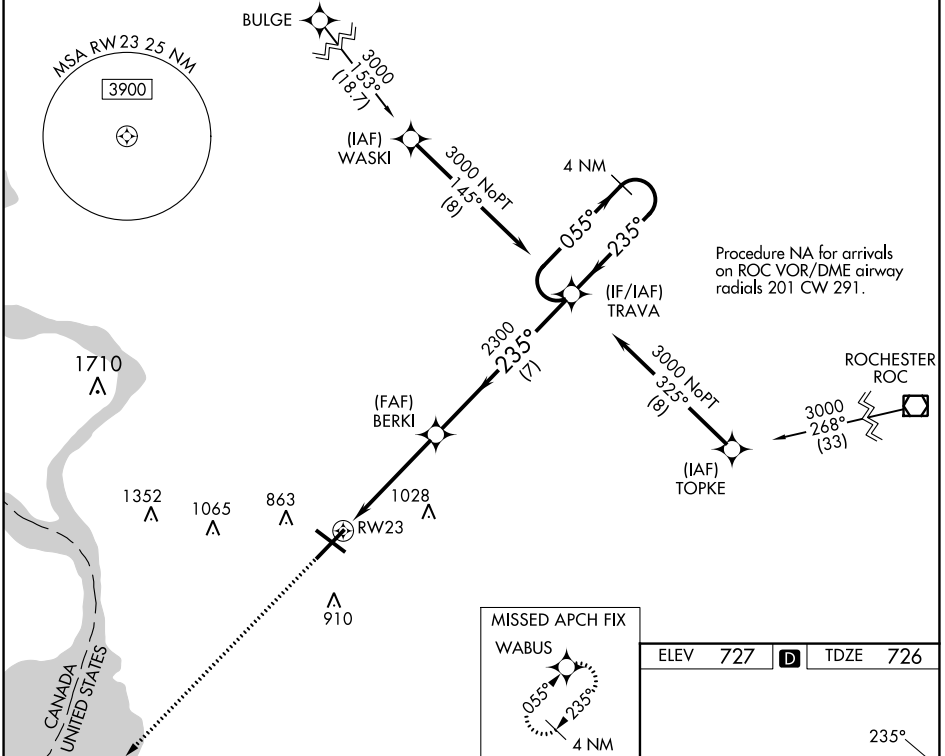 BULGE
MSA RW23 25 NM
3900
3000
153°
(18.7)
(IAF)
WASKI
3000 NoPT
145°
(8)
4 NM
055°
235°
Procedure NA for arrivals
on ROC VOR/DME airway
radials 201 CW 291.
(IF/IAF)
TRAVA
2300
235°
(7)
3000 NoPT
325°
(8)
1710
ROCHESTER
ROC
3000
268°
(33)
(FAF)
BERKI
(IAF)
TOPKE
1352
1065
863
1028
RW23
910
MISSED APCH FIX
WABUS
055°
235°
4 NM
ELEV 727 D TDZE 726
235°
CANADA
UNITED STATES